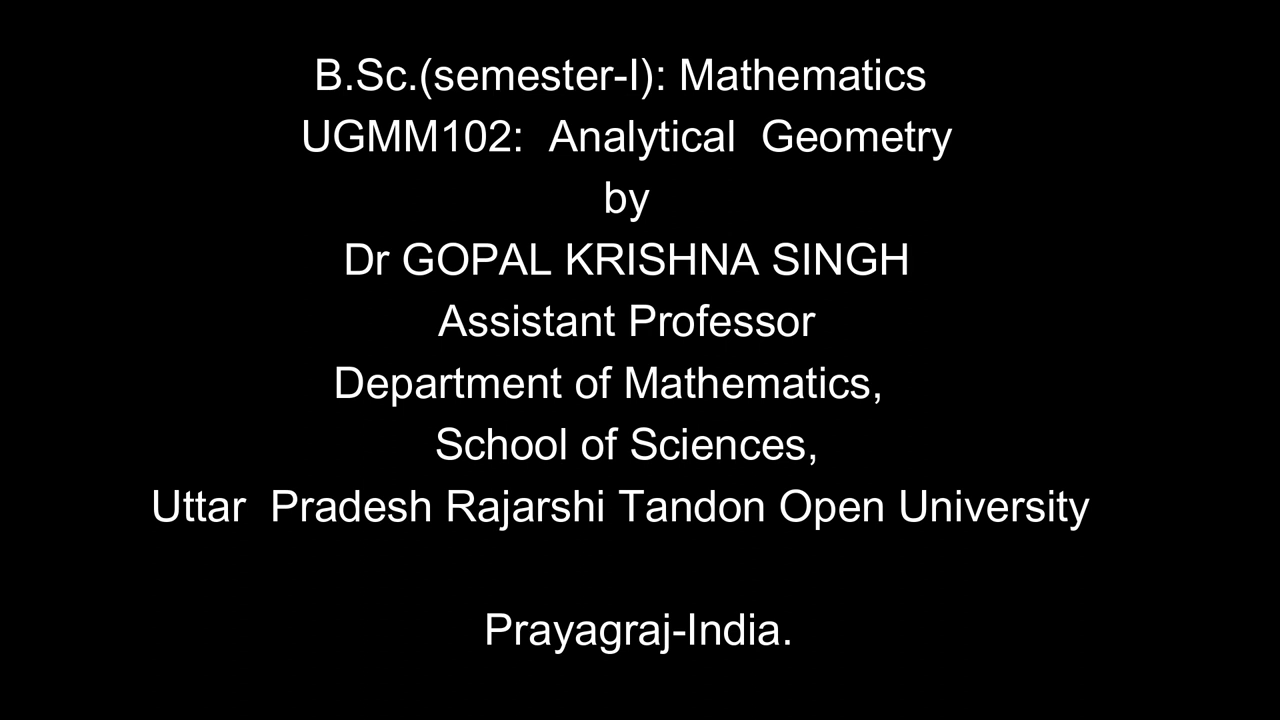 B.Sc.(semester-I): Mathematics
UGMM102: Analytical Geometry
by
Dr GOPAL KRISHNA SINGH
Assistant Professor
Department of Mathematics,
School of Sciences,
Uttar Pradesh Rajarshi Tandon Open University
Prayagraj-India.